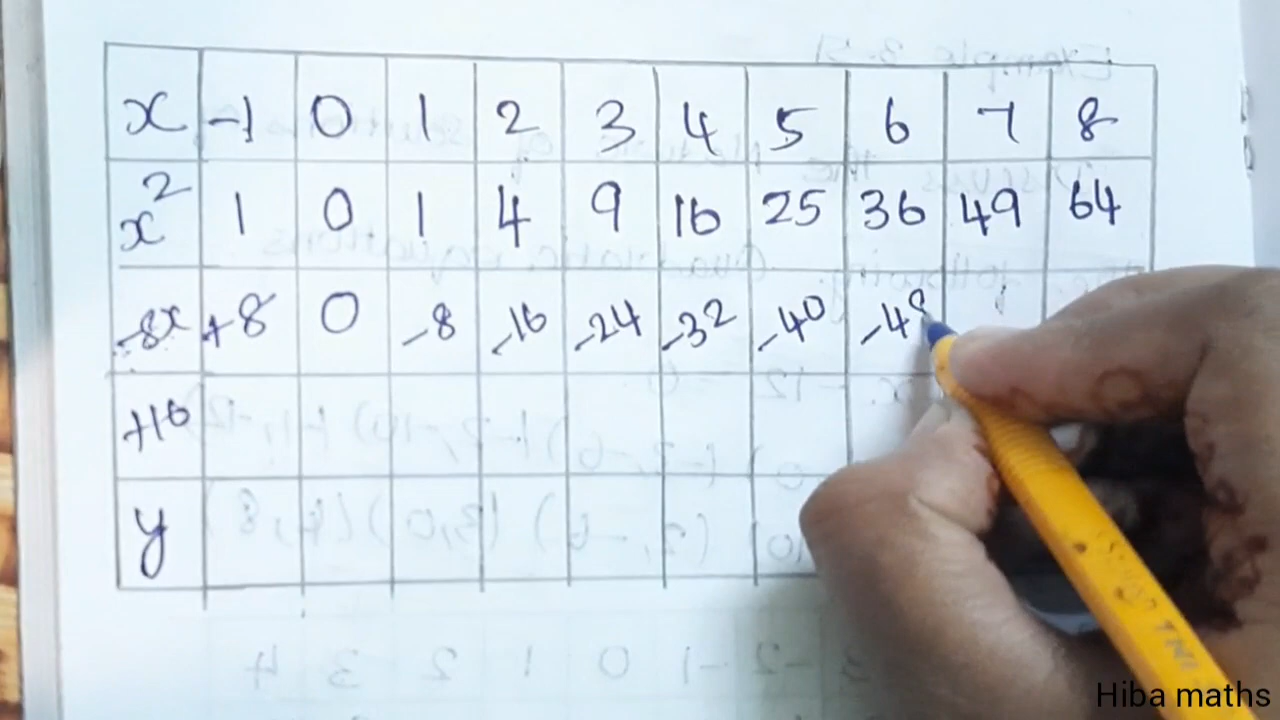 x -1 0 1 2 3 4 5 6 7 8
x² 1 0 1 4 9 16 25 36 49 64
-8x +8 0 -8 -16 -24 -32 -40 -48
+16
y
Hiba maths